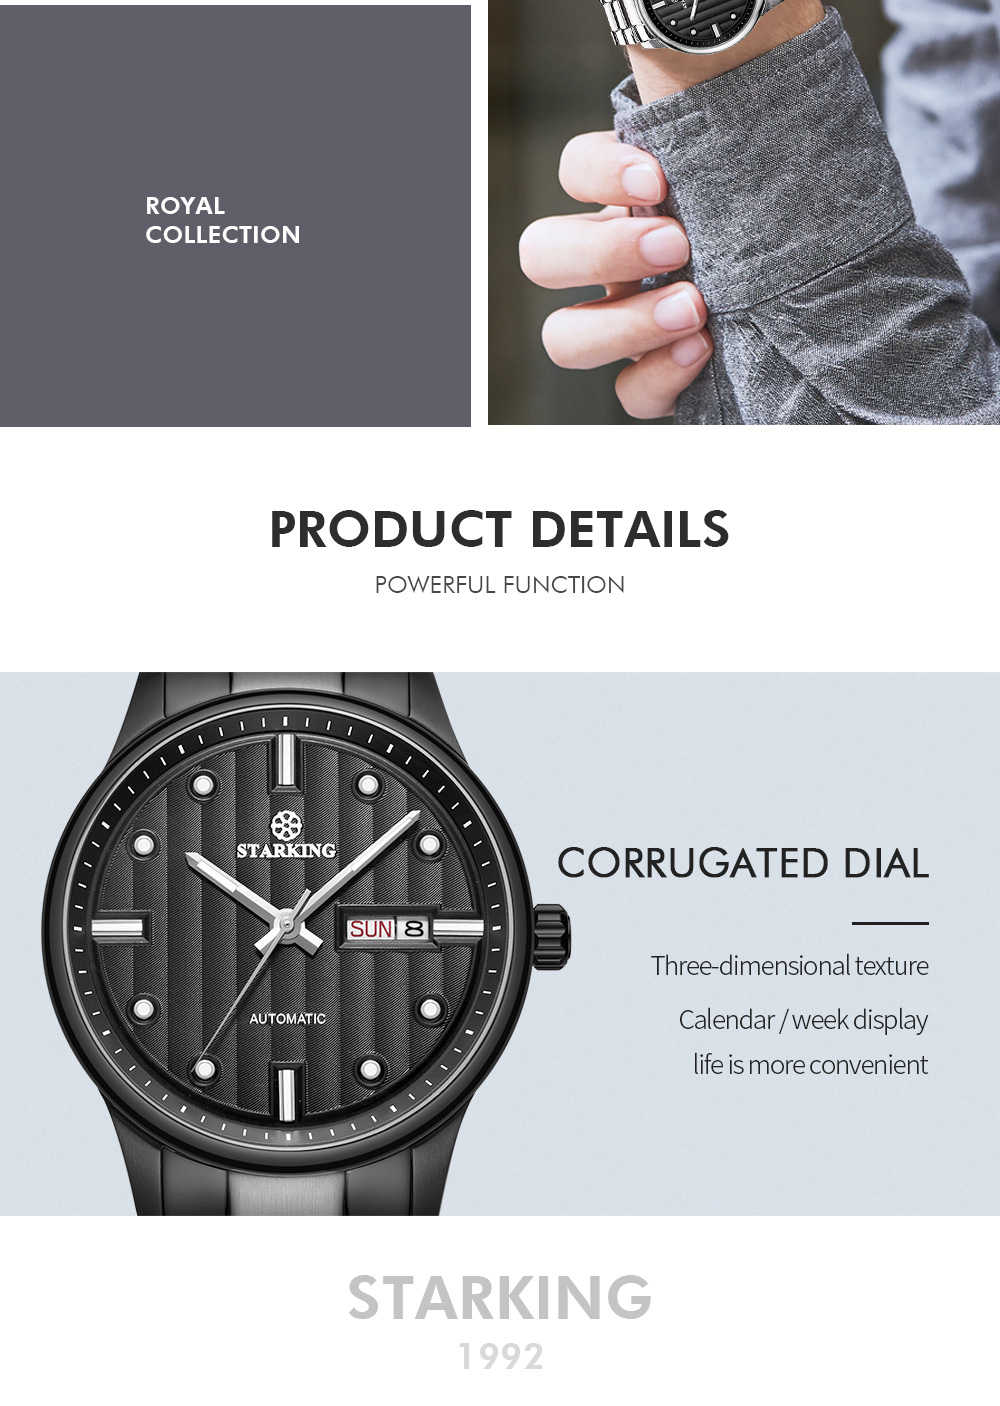 ROYAL
COLLECTION
PRODUCT DETAILS
POWERFUL FUNCTION
STARKING
SUN 8
AUTOMATIC
CORRUGATED DIAL
Three-dimensional texture
Calendar / week display
life is more convenient
STARKING
1992